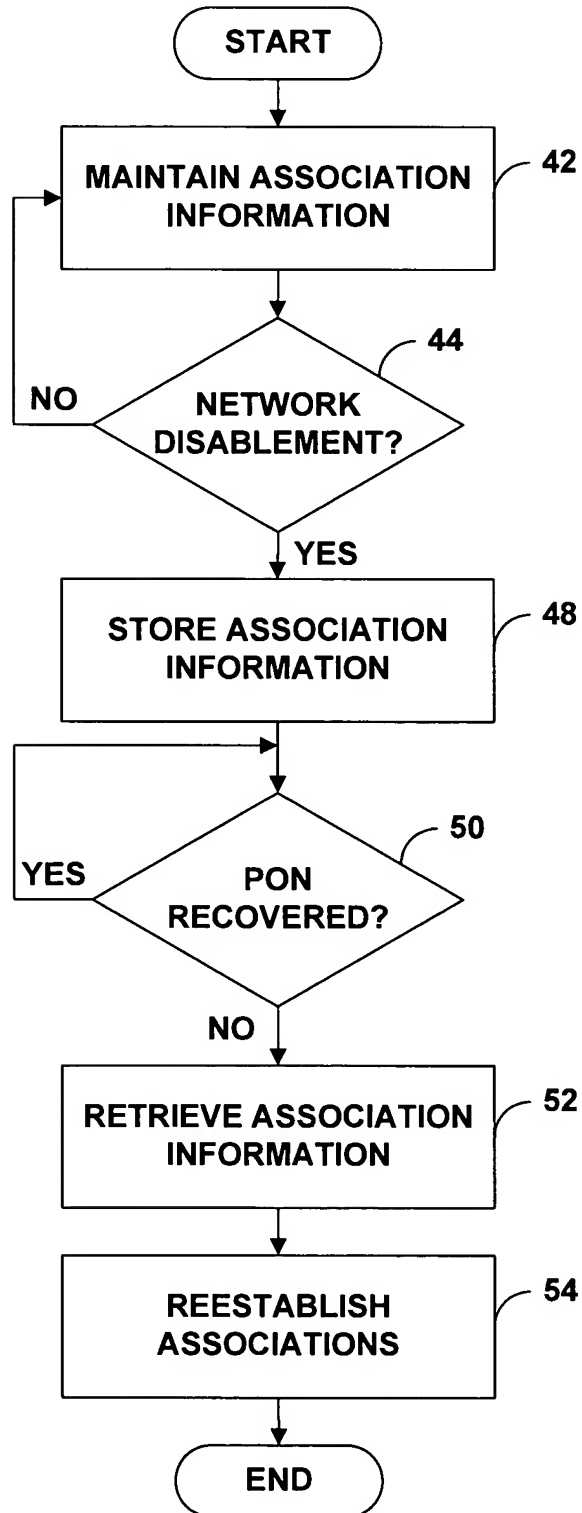 START
MAINTAIN ASSOCIATION
INFORMATION
42
44
NO
NETWORK
DISABLEMENT?
YES
STORE ASSOCIATION
INFORMATION
48
50
YES
PON
RECOVERED?
NO
RETRIEVE ASSOCIATION
INFORMATION
52
REESTABLISH
ASSOCIATIONS
54
END